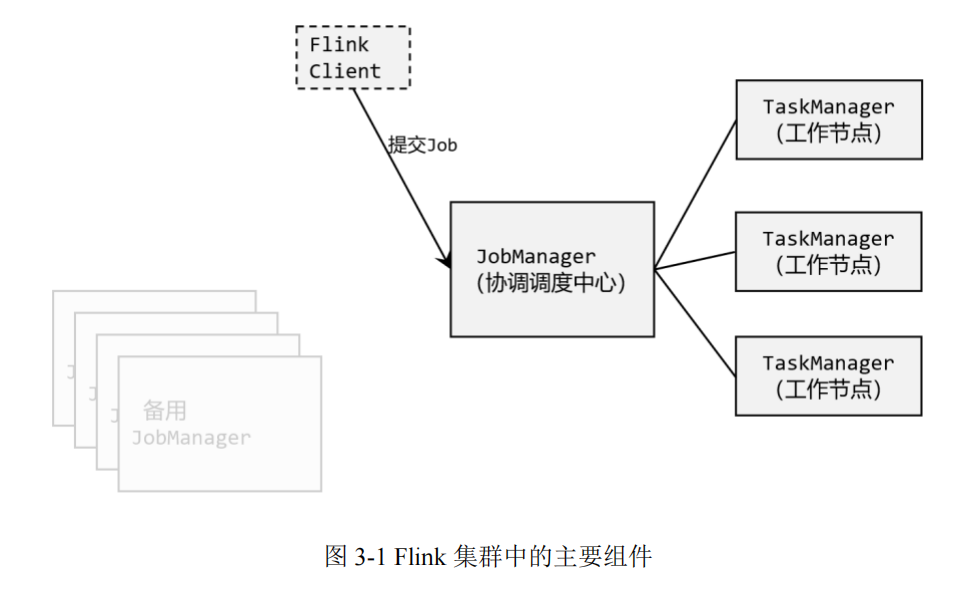 Flink
Client
提交Job
TaskManager
(工作节点)
TaskManager
(工作节点)
JobManager
(协调调度中心)
TaskManager
(工作节点)
J
J
J
备用
JobManager
图 3-1 Flink 集群中的主要组件